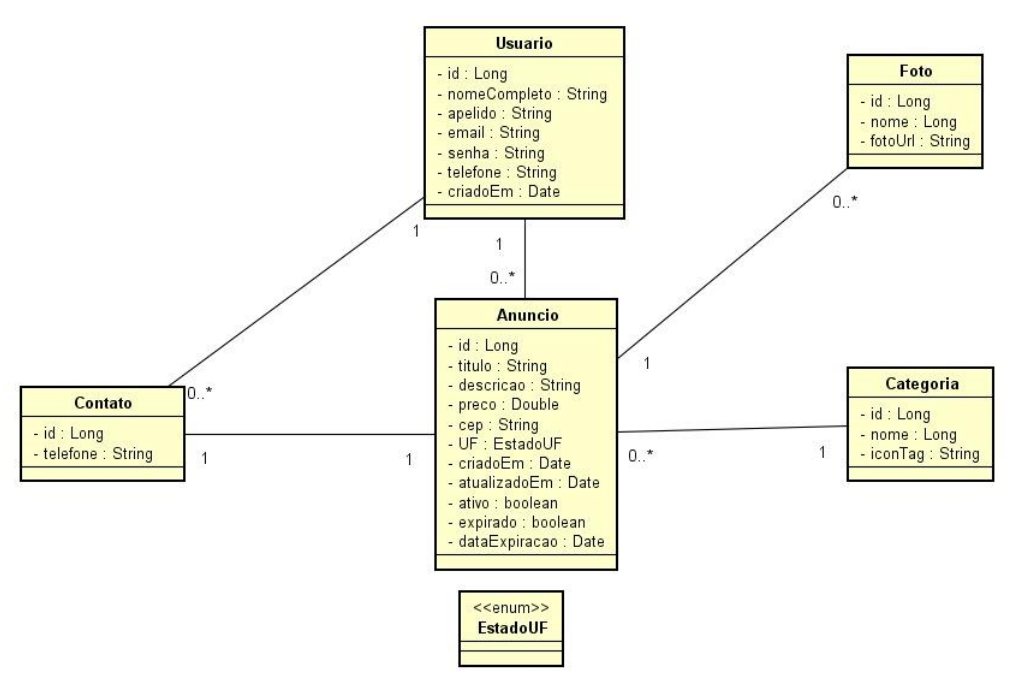 Usuario
- id : Long
- nomeCompleto : String
- apelido : String
- email : String
- senha : String
- telefone : String
- criadoEm : Date
1
1
0..*
Foto
- id : Long
- nome : Long
- fotoUrl : String
0..*
Anuncio
- id : Long
- titulo : String
- descricao : String
- preco : Double
- cep : String
- UF : EstadoUF
- criadoEm : Date
- atualizadoEm : Date
- ativo : boolean
- expirado : boolean
- dataExpiracao : Date
1
0..*
1
Contato
- id : Long
- telefone : String
0..*
1
1
Categoria
- id : Long
- nome : Long
- iconTag : String
<<enum>>
EstadoUF